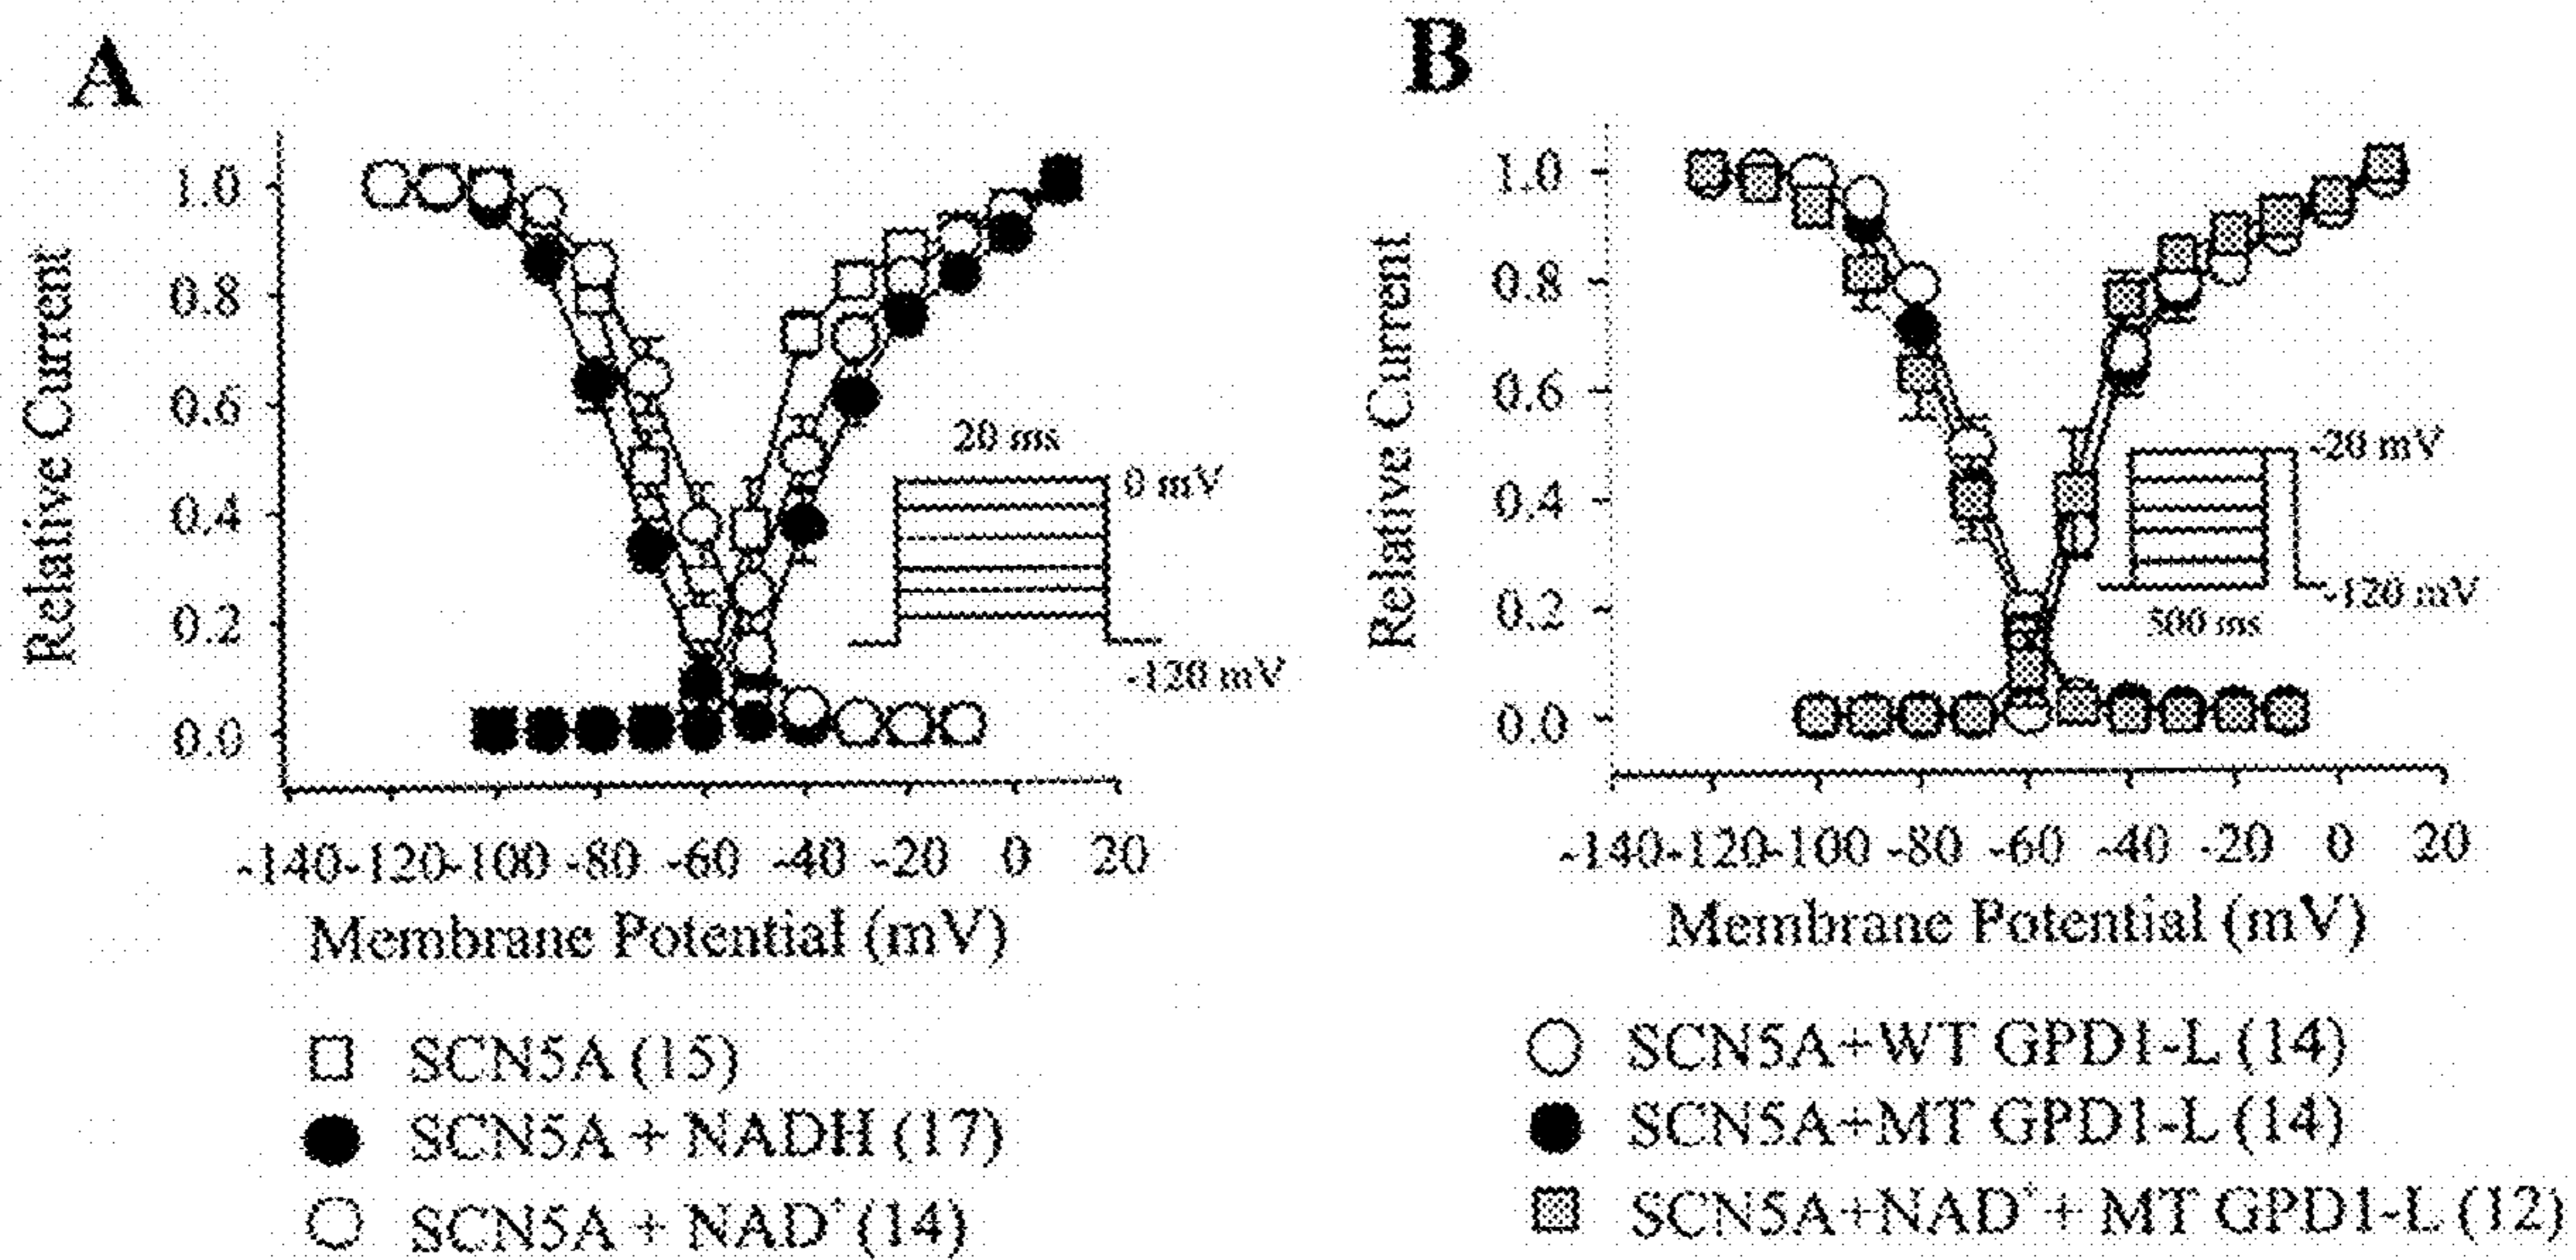 A
Relative Current
1.0
0.8
0.6
0.4
0.2
0.0
20 ms
0 mV
-120 mV
-140 -120 -100 -80 -60 -40 -20 0 20
Membrane Potential (mV)
SCN5A (15)
SCN5A + NADH (17)
SCN5A + NAD⁺ (14)
B
Relative Current
1.0
0.8
0.6
0.4
0.2
0.0
-20 mV
-120 mV
500 ms
-140 -120 -100 -80 -60 -40 -20 0 20
Membrane Potential (mV)
SCN5A+WT GPD1-L (14)
SCN5A+MT GPD1-L (14)
SCN5A+NAD⁺+ MT GPD1-L (12)